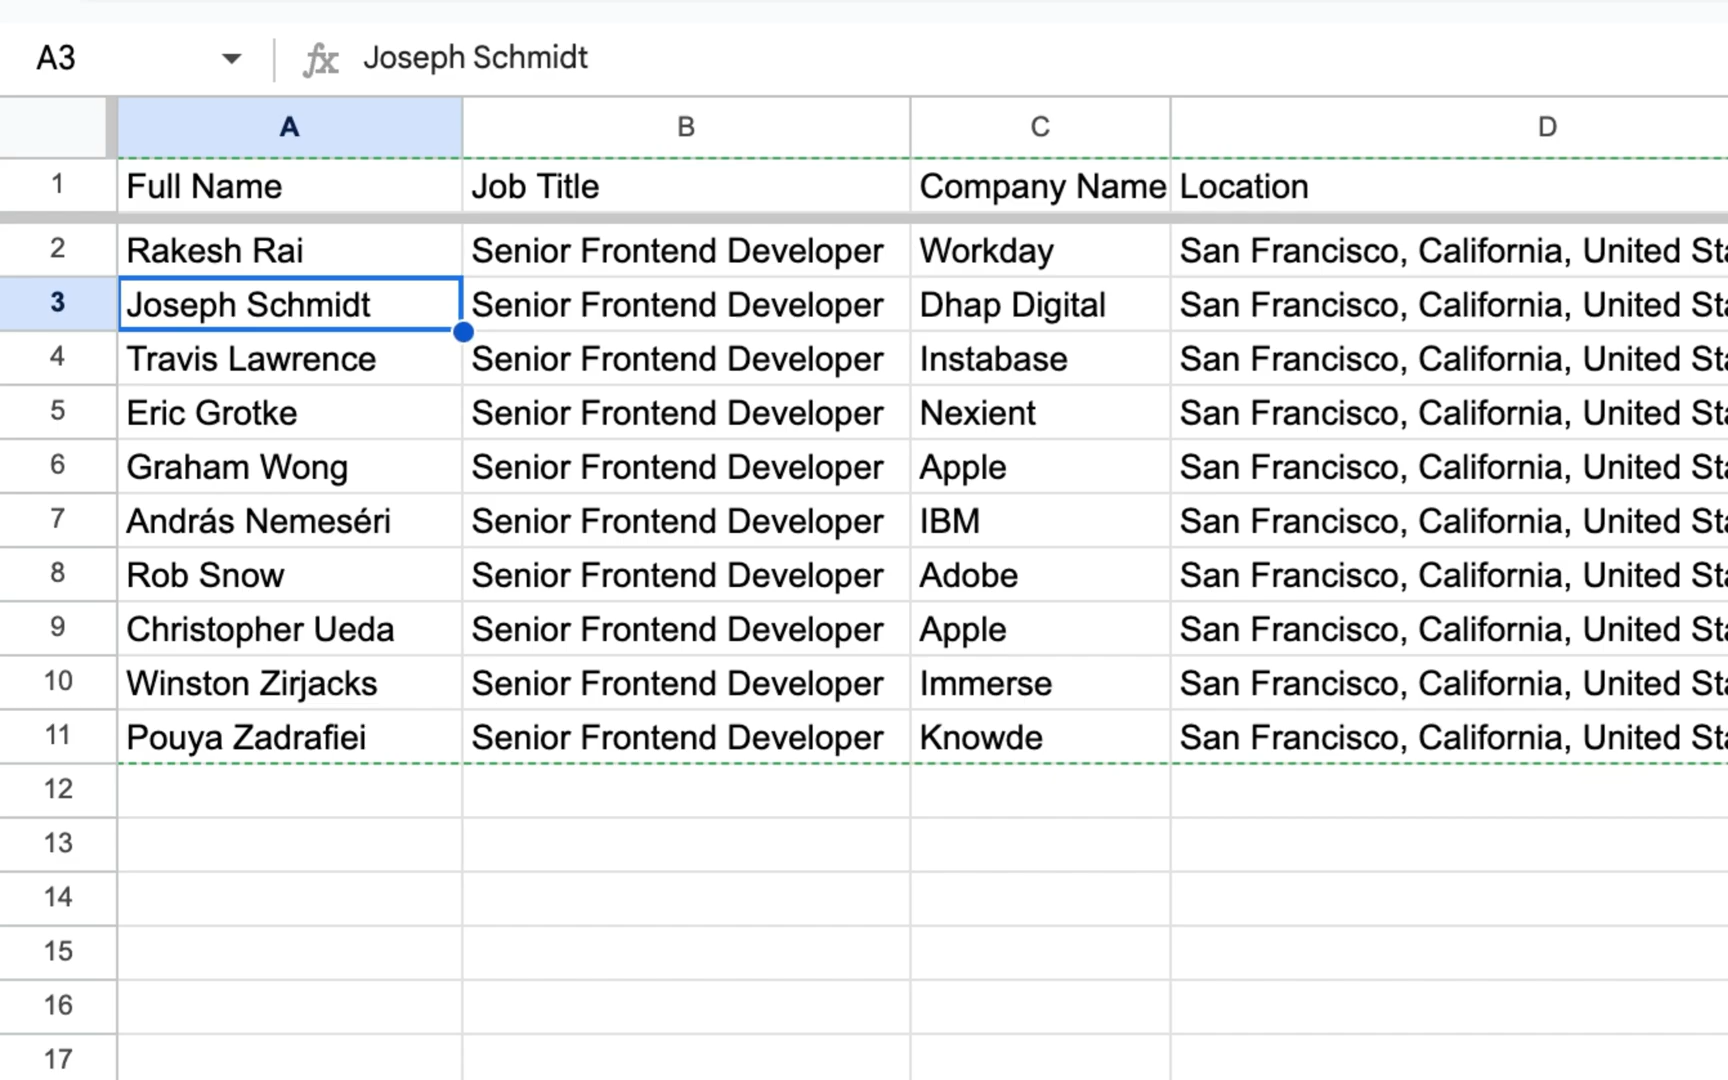 A3 fx Joseph Schmidt
A B C D
1 Full Name Job Title Company Name Location
2 Rakesh Rai Senior Frontend Developer Workday San Francisco, California, United Sta
3 Joseph Schmidt Senior Frontend Developer Dhap Digital San Francisco, California, United Sta
4 Travis Lawrence Senior Frontend Developer Instabase San Francisco, California, United Sta
5 Eric Grotke Senior Frontend Developer Nexient San Francisco, California, United Sta
6 Graham Wong Senior Frontend Developer Apple San Francisco, California, United Sta
7 András Nemeséri Senior Frontend Developer IBM San Francisco, California, United Sta
8 Rob Snow Senior Frontend Developer Adobe San Francisco, California, United Sta
9 Christopher Ueda Senior Frontend Developer Apple San Francisco, California, United Sta
10 Winston Zirjacks Senior Frontend Developer Immerse San Francisco, California, United Sta
11 Pouya Zadrafiei Senior Frontend Developer Knowde San Francisco, California, United Sta
12
13
14
15
16
17